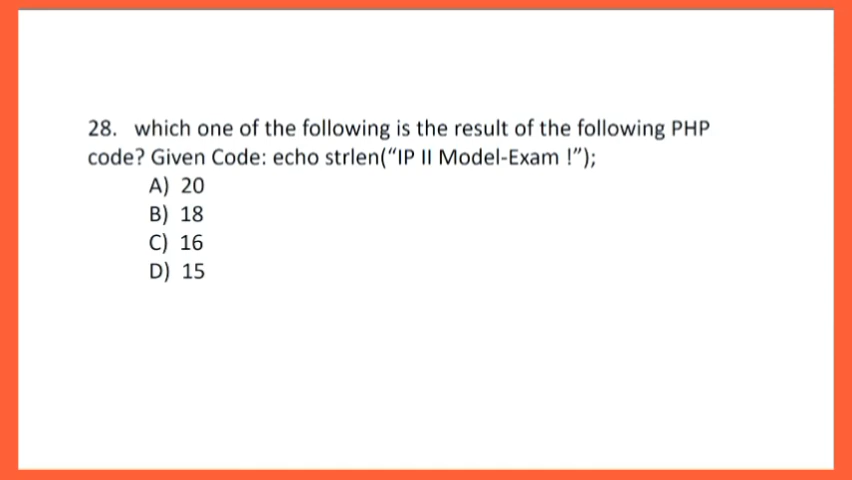 28. which one of the following is the result of the following PHP
code? Given Code: echo strlen(“IP II Model-Exam !”);
A) 20
B) 18
C) 16
D) 15